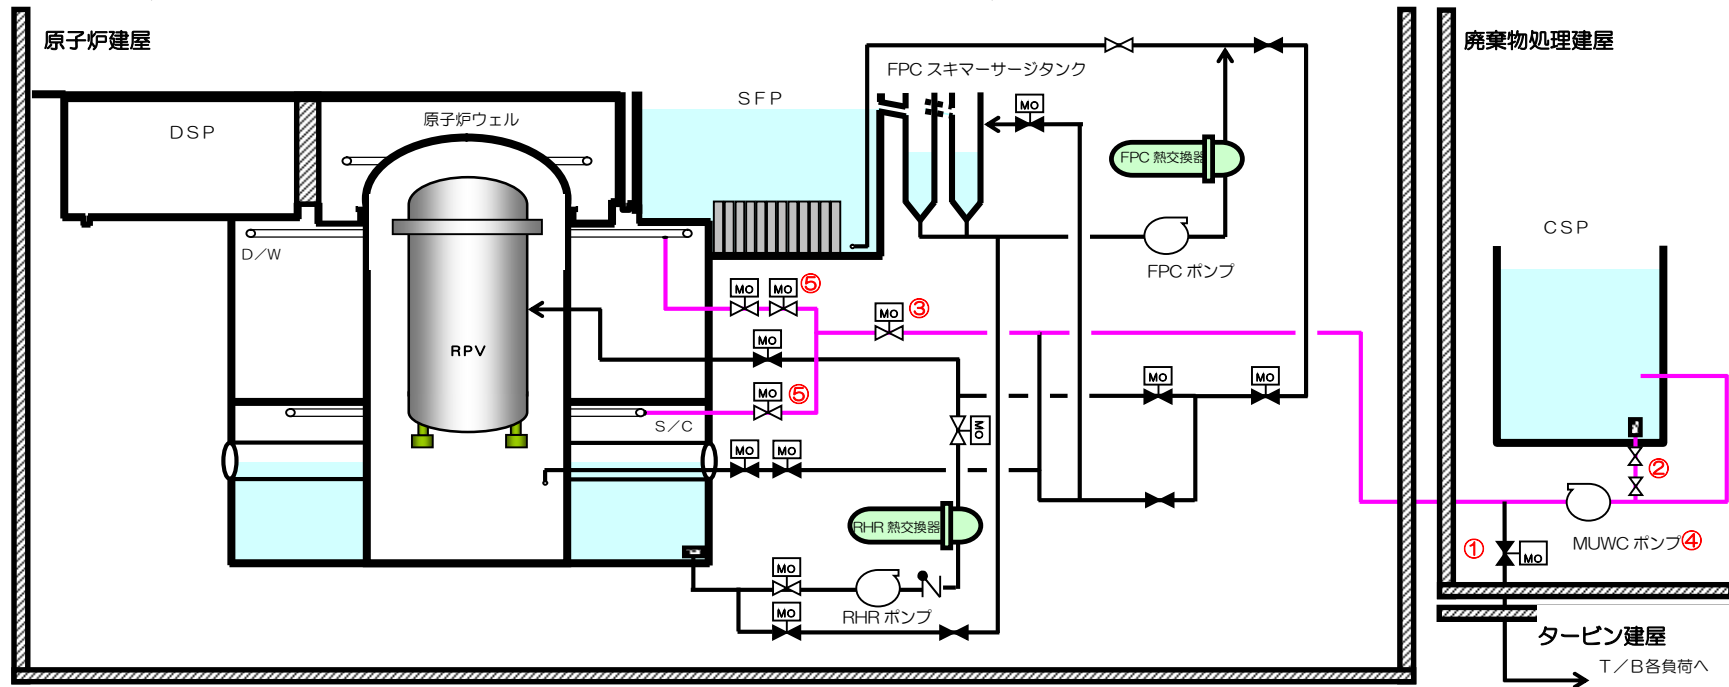 原子炉建屋
廃棄物処理建屋
FPC スキマーサージタンク
SFP
DSP
原子炉ウェル
MO
FPC 熱交換器
CSP
D/W
FPC ポンプ
MO
MO
⑤
MO
③
MO
RPV
MO
MO
MO
⑤
S/C
MO
MO
MO
②
RHR 熱交換器
①
MO
MUWC ポンプ④
MO
MO
RHR ポンプ
タービン建屋
T/B各負荷へ